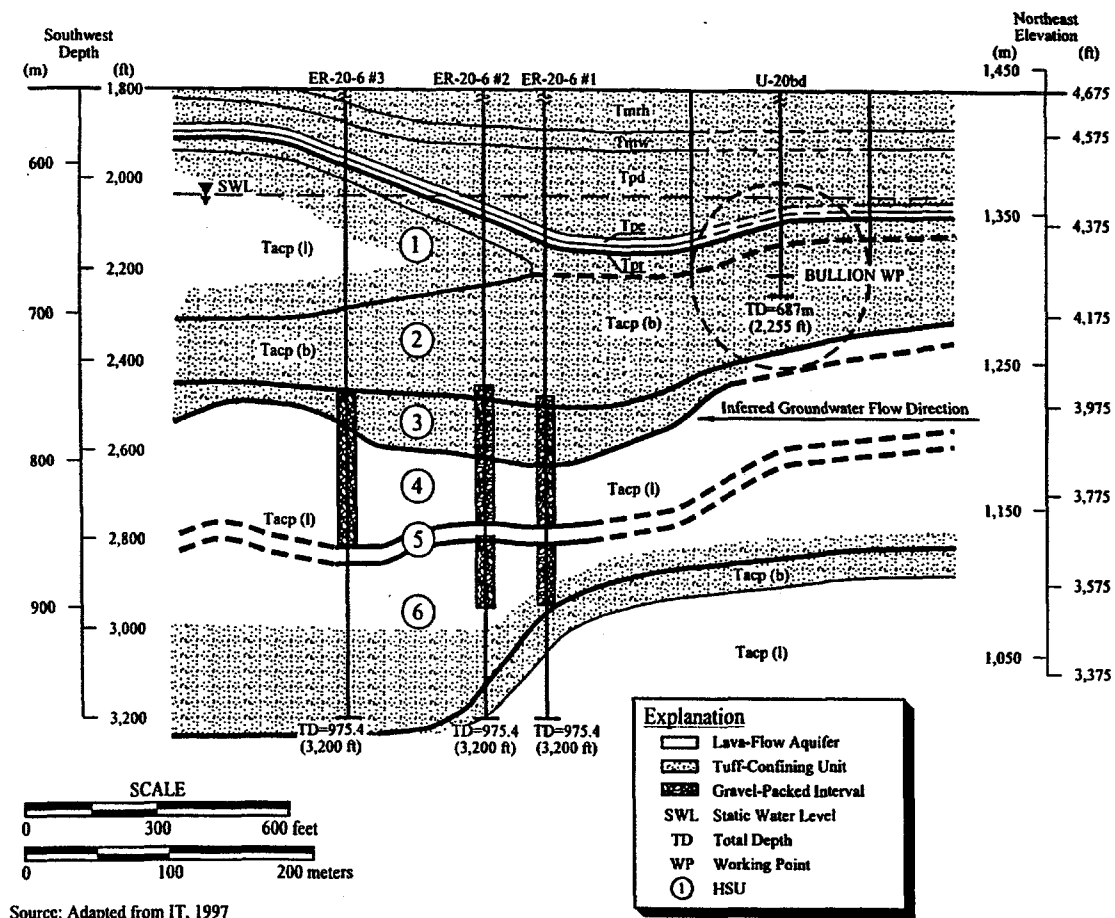 Southwest
Depth
(m) (ft)
Northeast
Elevation
(m) (ft)
ER-20-6 #3 ER-20-6 #2 ER-20-6 #1 U-20bd
1,800
600
2,000
2,200
700
2,400
2,600
800
2,800
900
3,000
3,200
1,450
4,675
4,575
1,350
4,375
4,175
1,250
3,975
3,775
1,150
3,575
1,050
3,375
Tmrh
Tmw
Tpd
SWL
Tpe
Tpr
Tacp (l)
1
BULLION WP
TD=687m
(2,255 ft)
Tacp (b)
2
Tacp (b)
3
Inferred Groundwater Flow Direction
4
Tacp (l)
Tacp (l)
5
Tacp (b)
6
Tacp (l)
TD=975.4
(3,200 ft)
TD=975.4
(3,200 ft)
TD=975.4
(3,200 ft)
Explanation
Lava-Flow Aquifer
Tuff-Confining Unit
Gravel-Packed Interval
SWL Static Water Level
TD Total Depth
WP Working Point
1 HSU
SCALE
0 300 600 feet
0 100 200 meters
Source: Adapted from IT, 1997